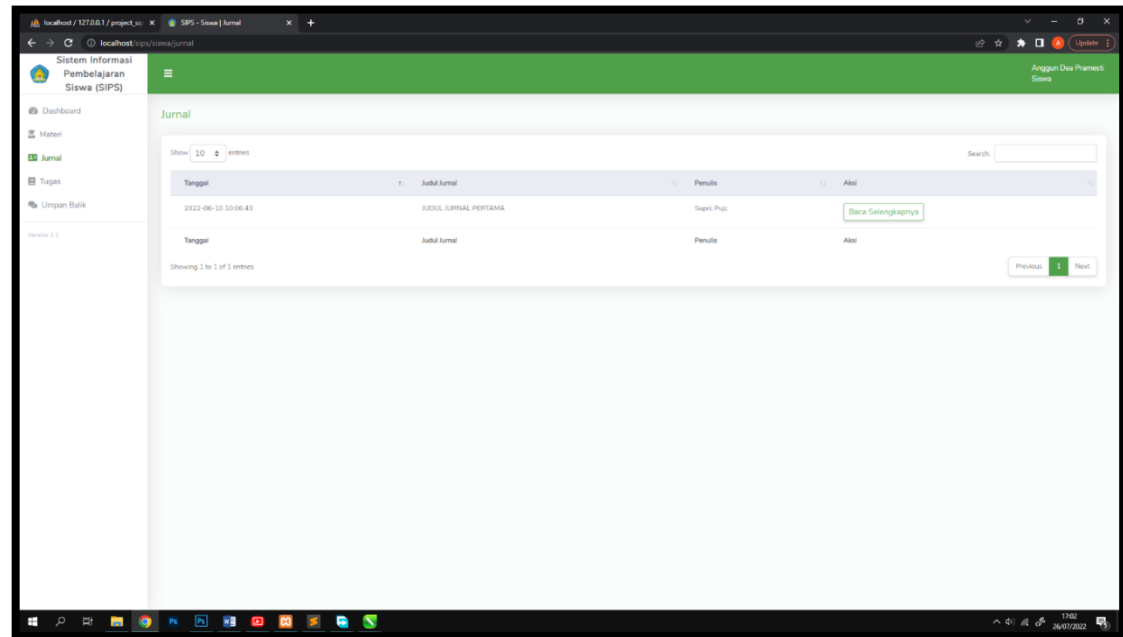 localhost / 127.0.0.1 / project_sip
SIPS - Siswa | Jurnal
localhost/sips/siswa/jurnal
Update
Sistem Informasi
Pembelajaran
Siswa (SIPS)
Anggun Dea Pramesti
Siswa
Dashboard
Materi
Jurnal
Tugas
Umpan Balik
Version 1.1
Jurnal
Show 10 entries
Search:
Tanggal Judul Jurnal Penulis Aksi
2022-06-10 10:06:43 JUDUL JURNAL PERTAMA Supri; Puji; Baca Selengkapnya
Tanggal Judul Jurnal Penulis Aksi
Showing 1 to 1 of 1 entries
Previous 1 Next
17:02
26/07/2022